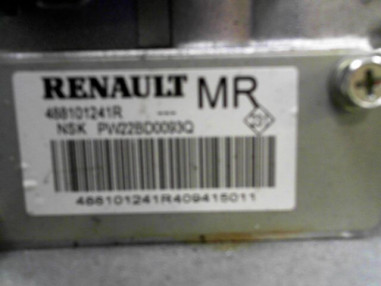 RENAULT MR
488101241R ---
NSK PW22BD0093Q
488101241R409415011